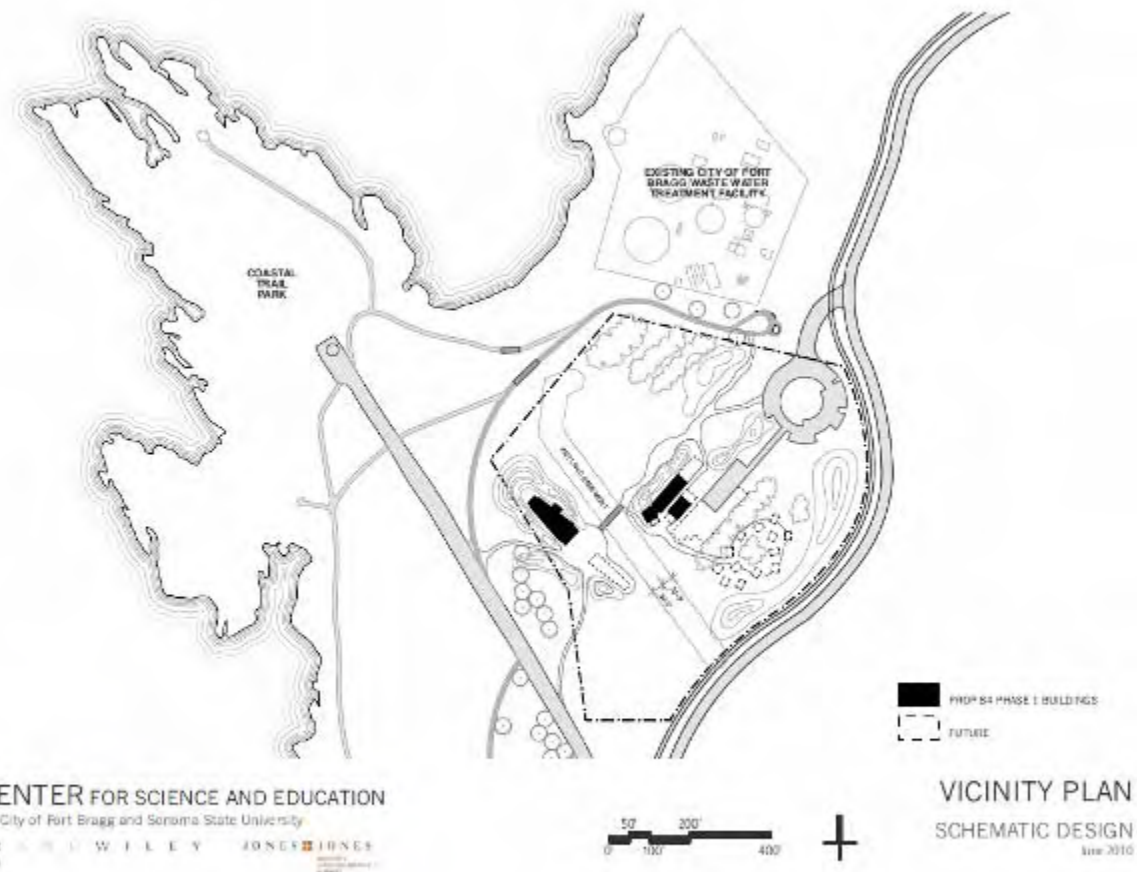 EXISTING CITY OF FORT
BRAGG WASTE WATER
TREATMENT FACILITY
COASTAL
TRAIL
PARK
PROP 84 PHASE 1 BUILDINGS
FUTURE
ENTER FOR SCIENCE AND EDUCATION
City of Fort Bragg and Sonoma State University
WILEY
JONES JONES
50' 200'
0' 100' 400'
VICINITY PLAN
SCHEMATIC DESIGN
June 2010